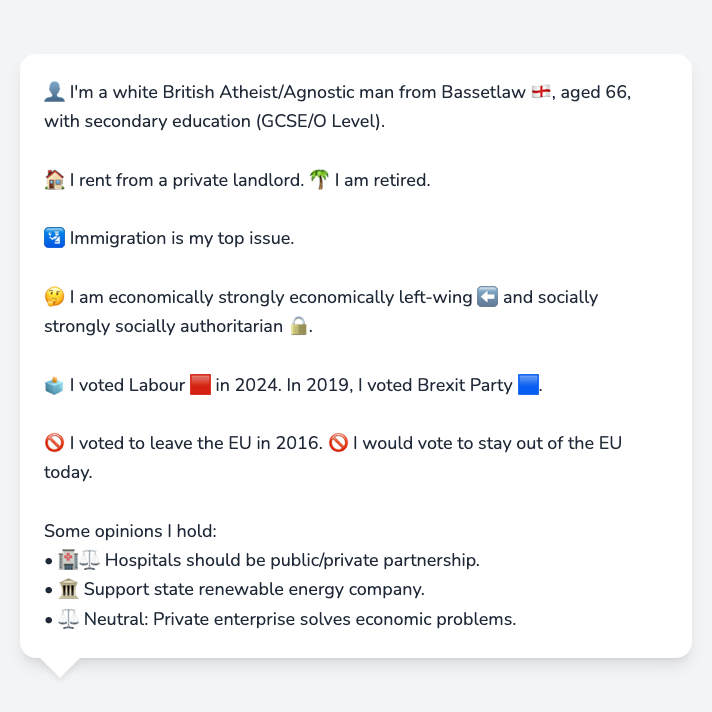 👤 I'm a white British Atheist/Agnostic man from Bassetlaw 🏴󠁧󠁢󠁥󠁮󠁧󠁿, aged 66,
with secondary education (GCSE/O Level).
🏠 I rent from a private landlord. 🌴 I am retired.
🛂 Immigration is my top issue.
🤔 I am economically strongly economically left-wing ⬅️ and socially
strongly socially authoritarian 🔒.
🗳️ I voted Labour 🟥 in 2024. In 2019, I voted Brexit Party 🟦.
🚫 I voted to leave the EU in 2016. 🚫 I would vote to stay out of the EU
today.
Some opinions I hold:
• 🏥⚖️ Hospitals should be public/private partnership.
• 🏛️ Support state renewable energy company.
• ⚖️ Neutral: Private enterprise solves economic problems.